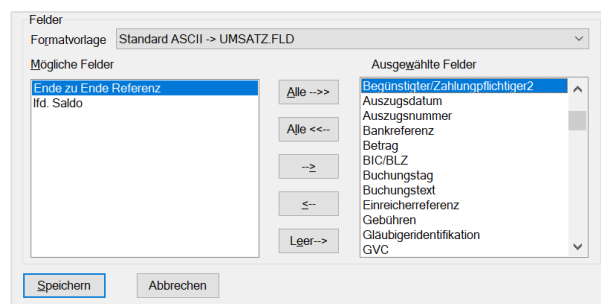 Felder
Formatvorlage Standard ASCII -> UMSATZ.FLD
Mögliche Felder
Ende zu Ende Referenz
lfd. Saldo
Alle -->>
Alle <<--
-->
<--
Leer-->
Ausgewählte Felder
Begünstigter/Zahlungpflichtiger2
Auszugsdatum
Auszugsnummer
Bankreferenz
Betrag
BIC/BLZ
Buchungstag
Buchungstext
Einreicherreferenz
Gebühren
Gläubigeridentifikation
GVC
Speichern Abbrechen